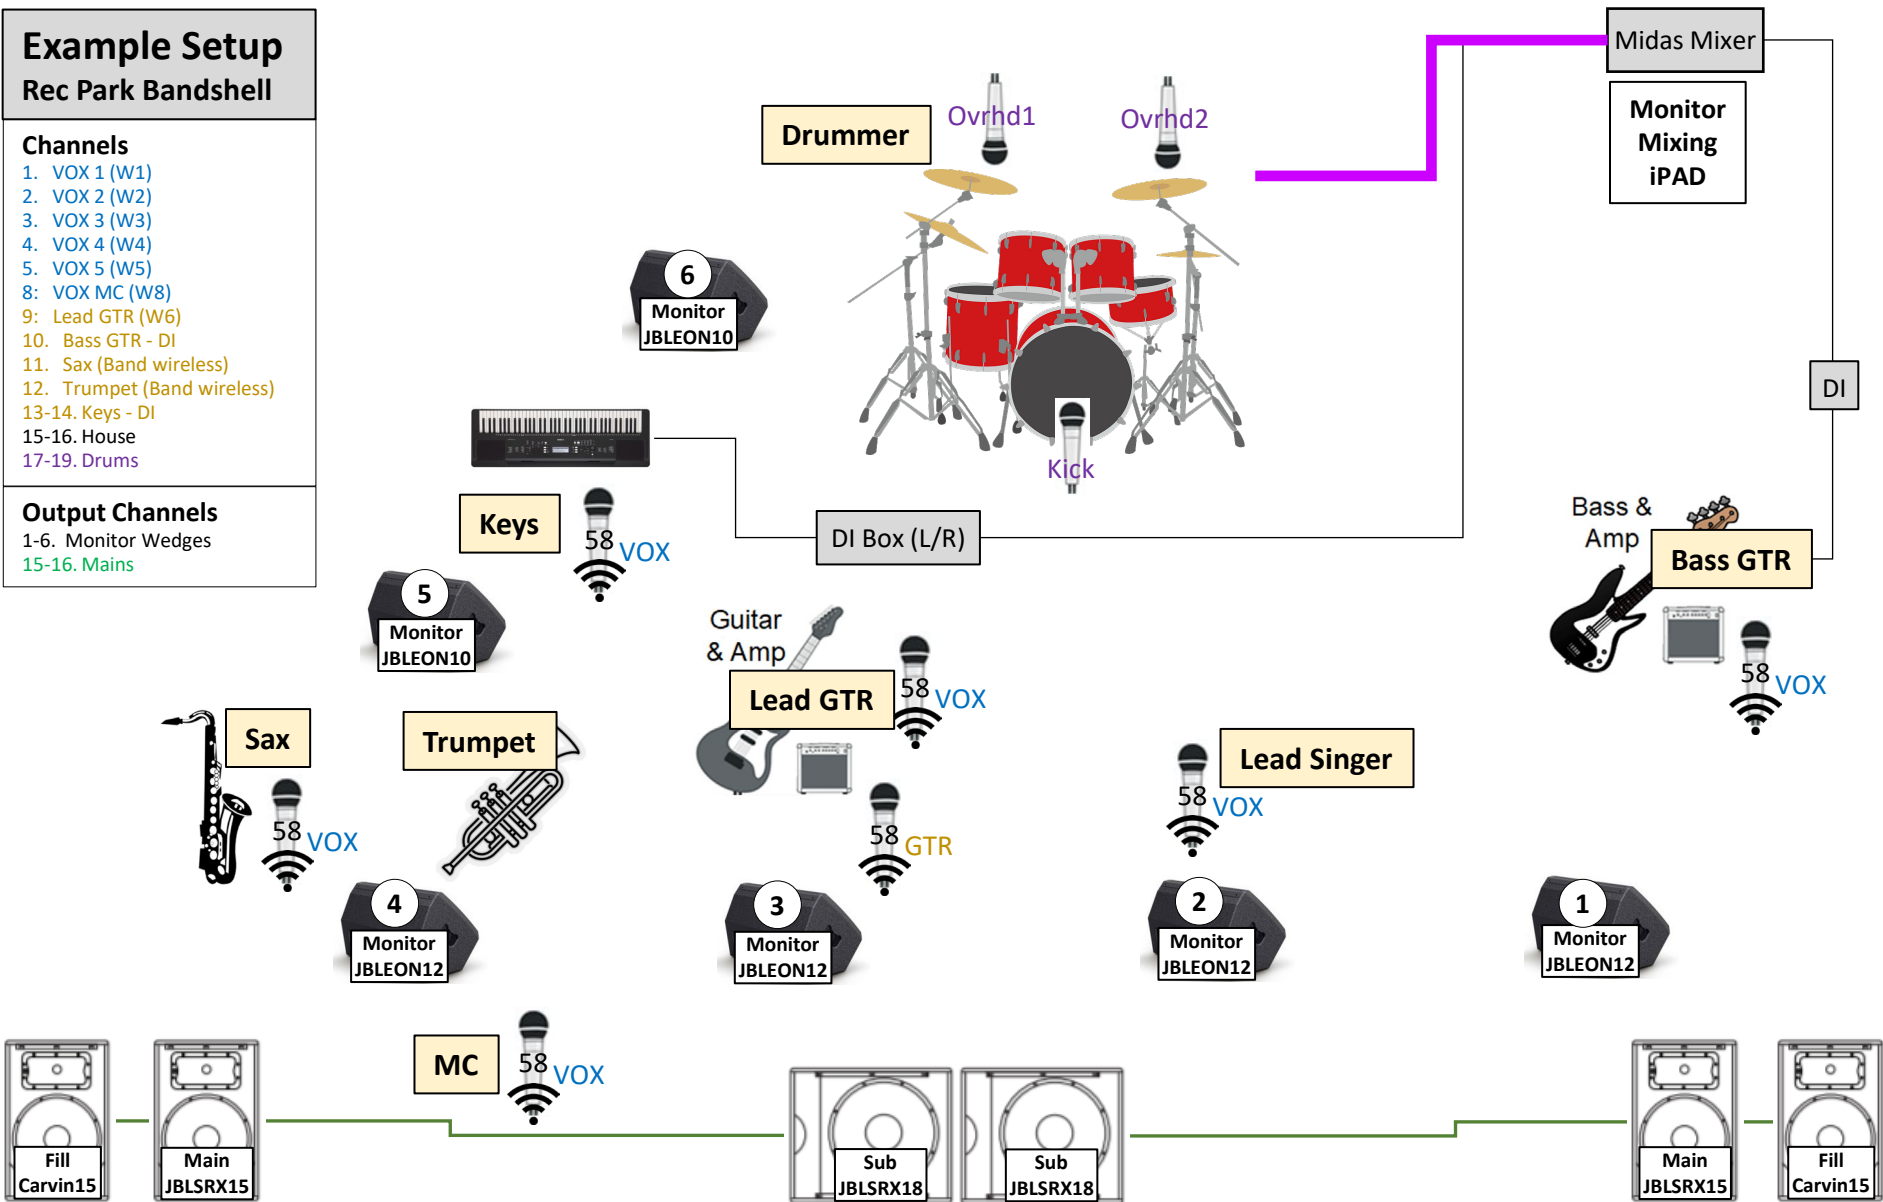 Example Setup
Rec Park Bandshell
Channels
1. VOX 1 (W1)
2. VOX 2 (W2)
3. VOX 3 (W3)
4. VOX 4 (W4)
5. VOX 5 (W5)
8: VOX MC (W8)
9: Lead GTR (W6)
10. Bass GTR - DI
11. Sax (Band wireless)
12. Trumpet (Band wireless)
13-14. Keys - DI
15-16. House
17-19. Drums
Output Channels
1-6. Monitor Wedges
15-16. Mains
Midas Mixer
Monitor
Mixing
iPAD
Drummer
Ovrhd1
Ovrhd2
6
Monitor
JBLEON10
Kick
DI
Keys
58 VOX
DI Box (L/R)
Bass &
Amp
Bass GTR
58 VOX
5
Monitor
JBLEON10
Guitar
& Amp
Lead GTR
58 VOX
58 GTR
Sax
58 VOX
Trumpet
Lead Singer
58 VOX
4
Monitor
JBLEON12
3
Monitor
JBLEON12
2
Monitor
JBLEON12
1
Monitor
JBLEON12
MC
58 VOX
Fill
Carvin15
Main
JBLSRX15
Sub
JBLSRX18
Sub
JBLSRX18
Main
JBLSRX15
Fill
Carvin15